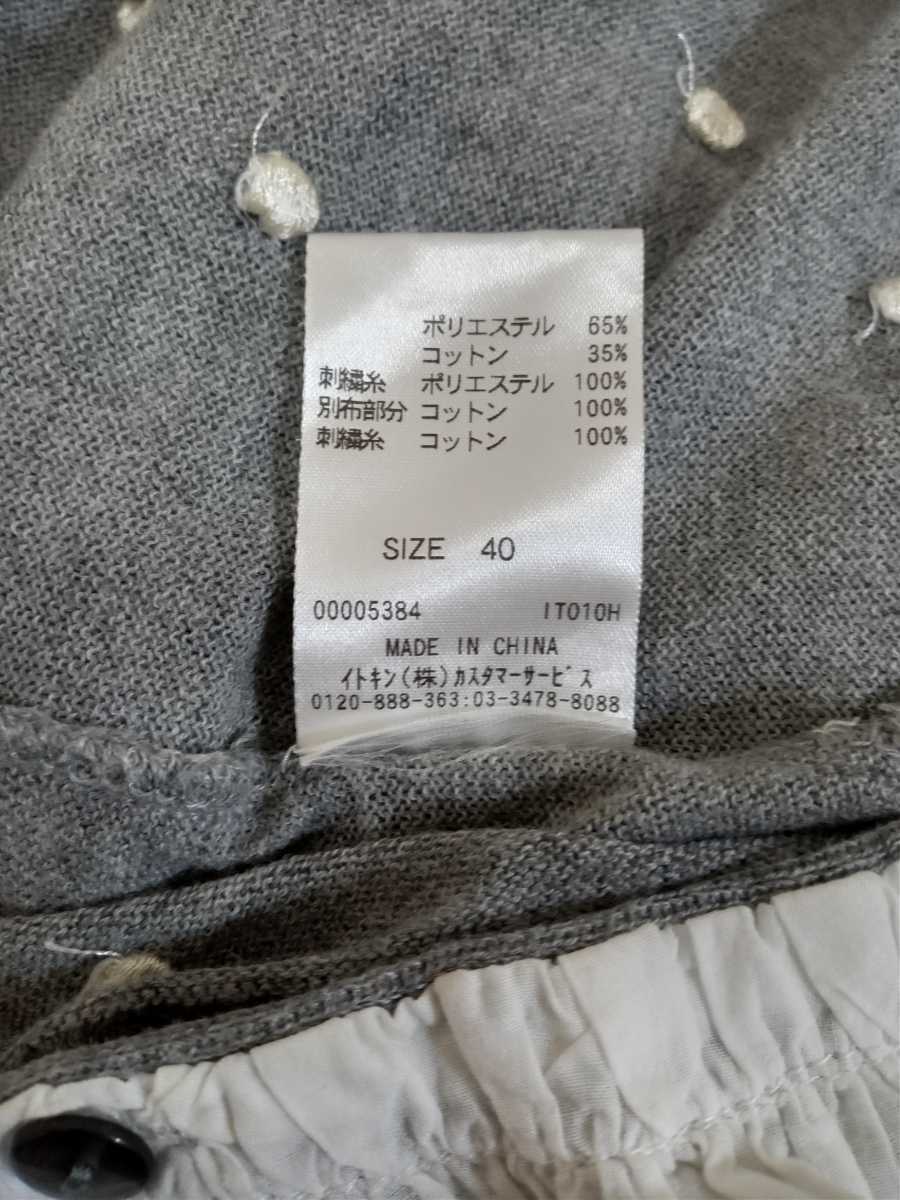 ポリエステル 65%
コットン 35%
刺繍糸 ポリエステル 100%
別布部分 コットン 100%
刺繍糸 コットン 100%
SIZE 40
00005384 IT010H
MADE IN CHINA
イトキン(株)カスタマーサービス
0120-888-363:03-3478-8088